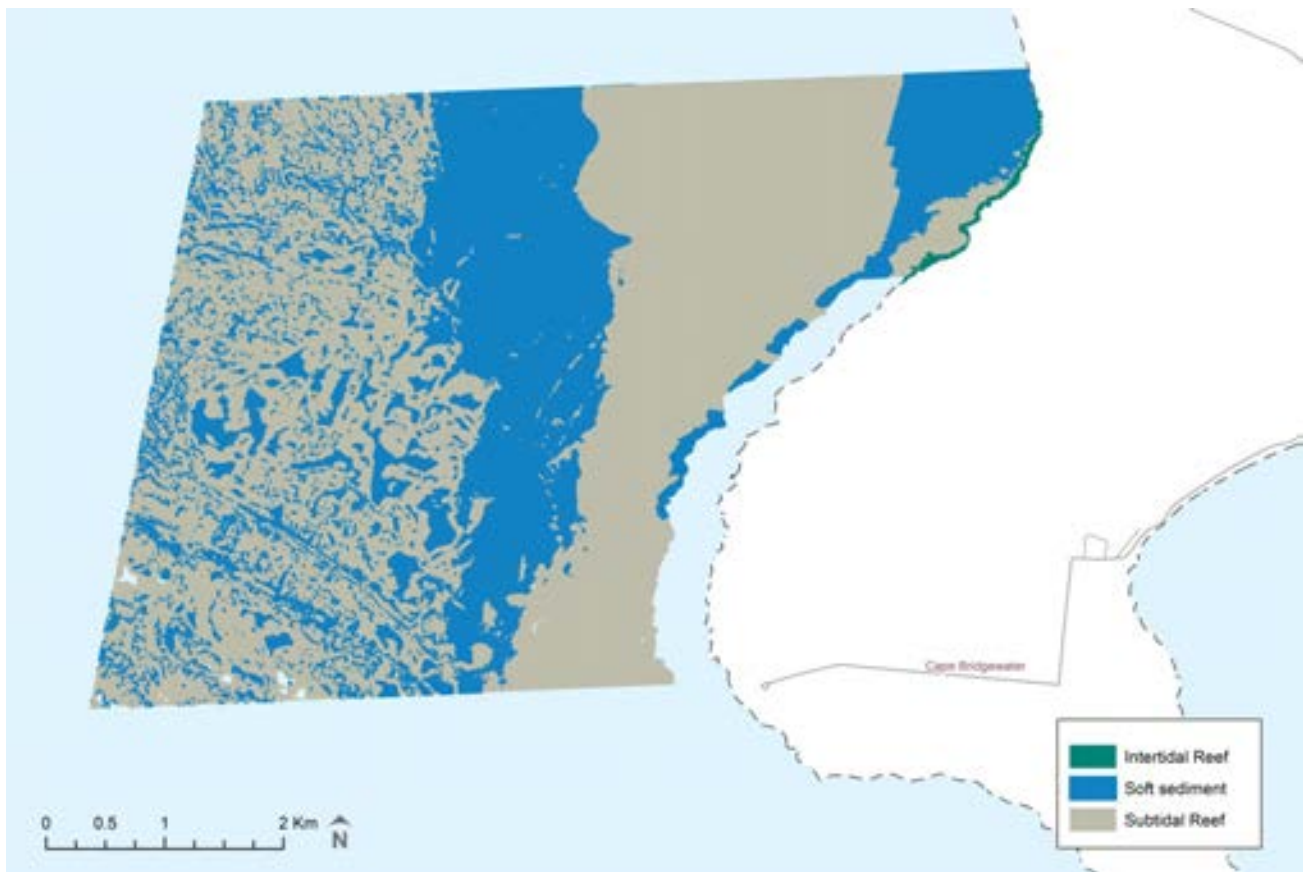 Cape Bridgewater
Intertidal Reef
Soft sediment
Subtidal Reef
0 0.5 1 2 Km N